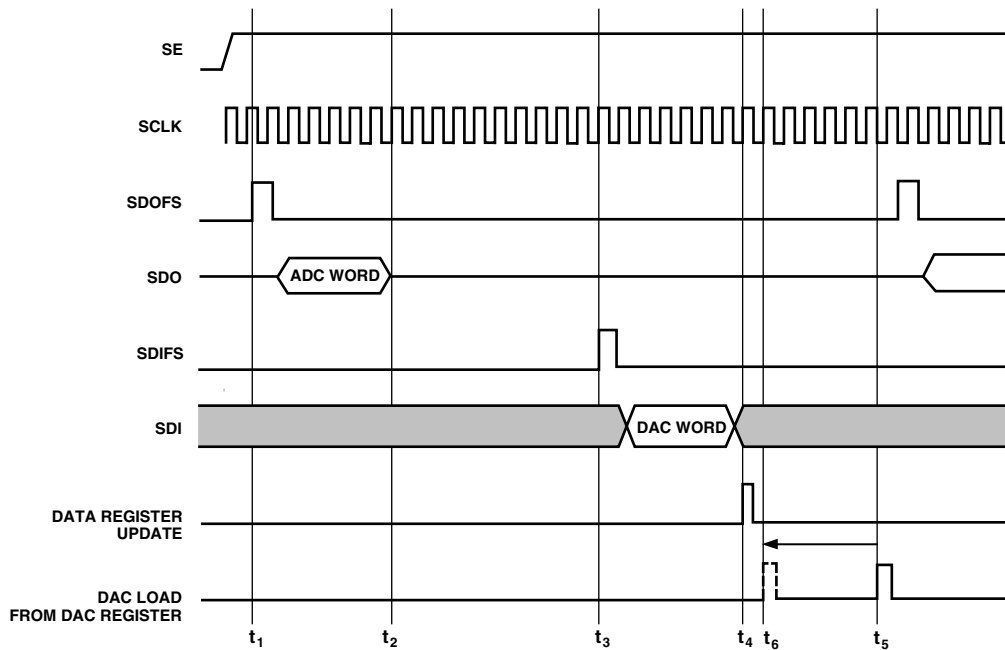 SE
SCLK
SDOFS
SDO
ADC WORD
SDIFS
SDI
DAC WORD
DATA REGISTER
UPDATE
DAC LOAD
FROM DAC REGISTER
t1 t2 t3 t4 t6 t5